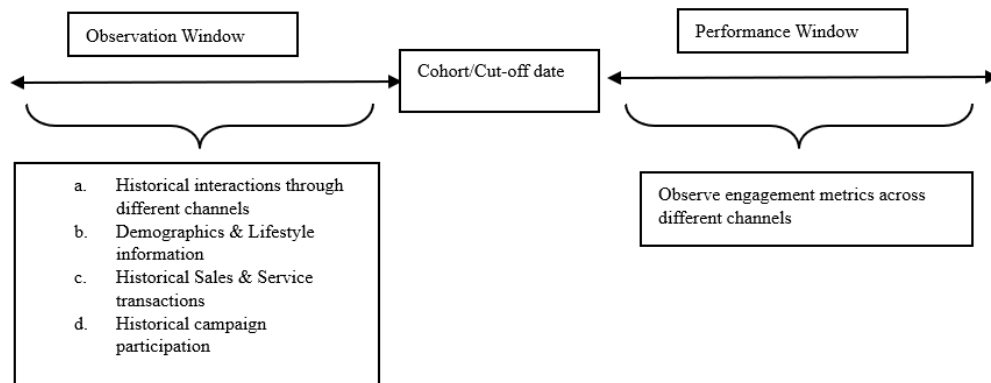 Observation Window
Performance Window
Cohort/Cut-off date
a. Historical interactions through
different channels
b. Demographics & Lifestyle
information
c. Historical Sales & Service
transactions
d. Historical campaign
participation
Observe engagement metrics across
different channels